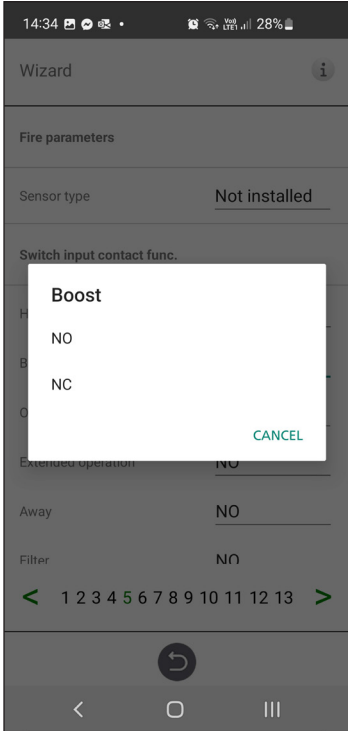 14:34 VoI) LTE1 28%
Wizard i
Fire parameters
Sensor type Not installed
Switch input contact func.
Boost
H
NO
B
NC
O
CANCEL
Extended operation NO
Away NO
Filter NO
< 1 2 3 4 5 6 7 8 9 10 11 12 13 >